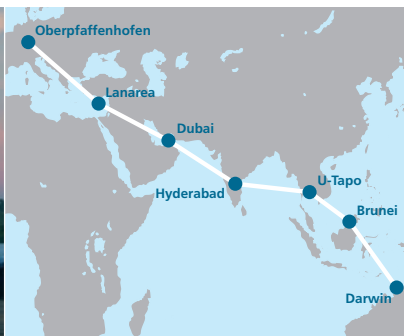 Oberpfaffenhofen
Lanarea
Dubai
Hyderabad
U-Tapo
Brunei
Darwin